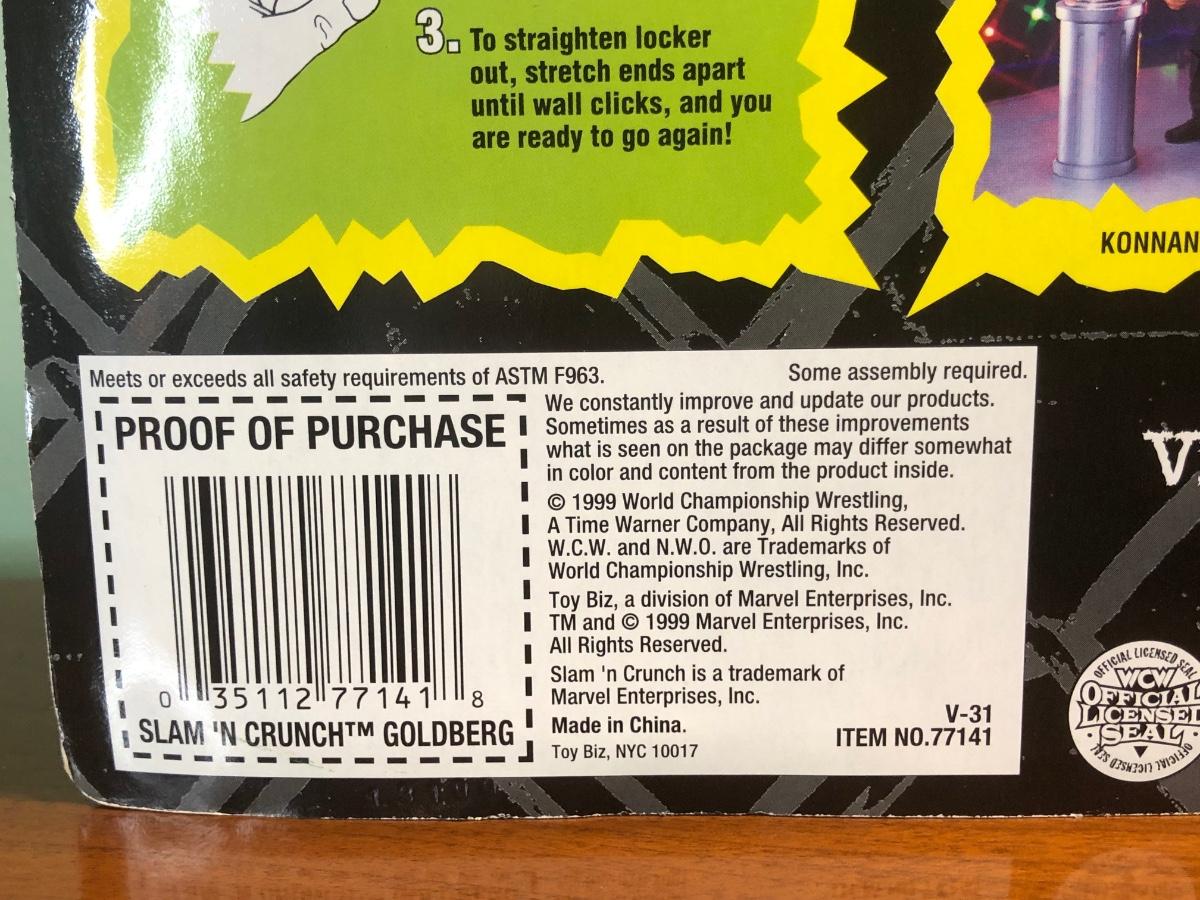 3. To straighten locker
out, stretch ends apart
until wall clicks, and you
are ready to go again!
KONNAN
Meets or exceeds all safety requirements of ASTM F963.
Some assembly required.
PROOF OF PURCHASE
0 35112 77141 8
SLAM 'N CRUNCH™ GOLDBERG
We constantly improve and update our products.
Sometimes as a result of these improvements
what is seen on the package may differ somewhat
in color and content from the product inside.
© 1999 World Championship Wrestling,
A Time Warner Company, All Rights Reserved.
W.C.W. and N.W.O. are Trademarks of
World Championship Wrestling, Inc.
Toy Biz, a division of Marvel Enterprises, Inc.
TM and © 1999 Marvel Enterprises, Inc.
All Rights Reserved.
Slam 'n Crunch is a trademark of
Marvel Enterprises, Inc.
Made in China.
Toy Biz, NYC 10017
V-31
ITEM NO.77141
OFFICIAL LICENSED SEAL
WCW
OFFICIAL
LICENSED
SEAL
OFFICIAL LICENSED SEAL